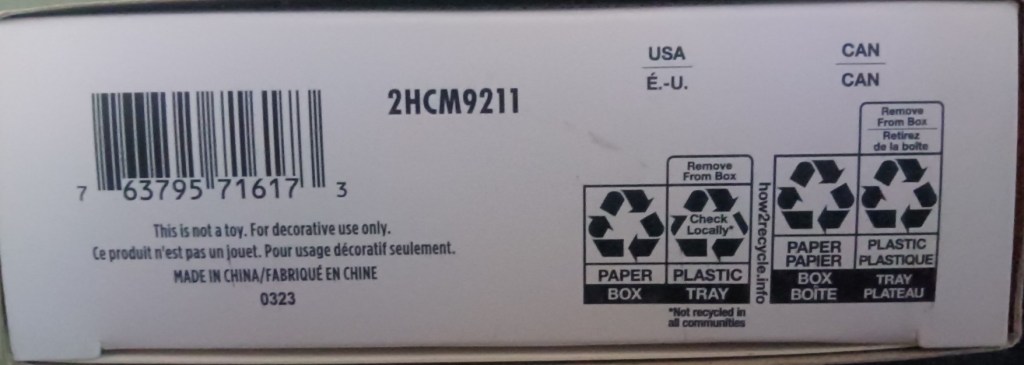 7 63795 71617 3
This is not a toy. For decorative use only.
Ce produit n'est pas un jouet. Pour usage décoratif seulement.
MADE IN CHINA/FABRIQUÉ EN CHINE
0323
2HCM9211
USA
É.-U.
Remove
From Box
Check
Locally*
PAPER
BOX
PLASTIC
TRAY
*Not recycled in
all communities
how2recycle.info
CAN
CAN
Remove
From Box
Retirez
de la boîte
PAPER
PAPIER
BOX
BOÎTE
PLASTIC
PLASTIQUE
TRAY
PLATEAU